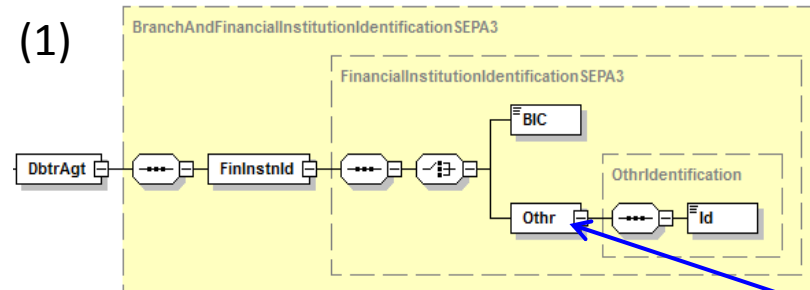 (1)
BranchAndFinancialInstitutionIdentificationSEPA3
FinancialInstitutionIdentificationSEPA3
BIC
DbtrAgt
FinInstnId
OthrIdentification
Othr
Id